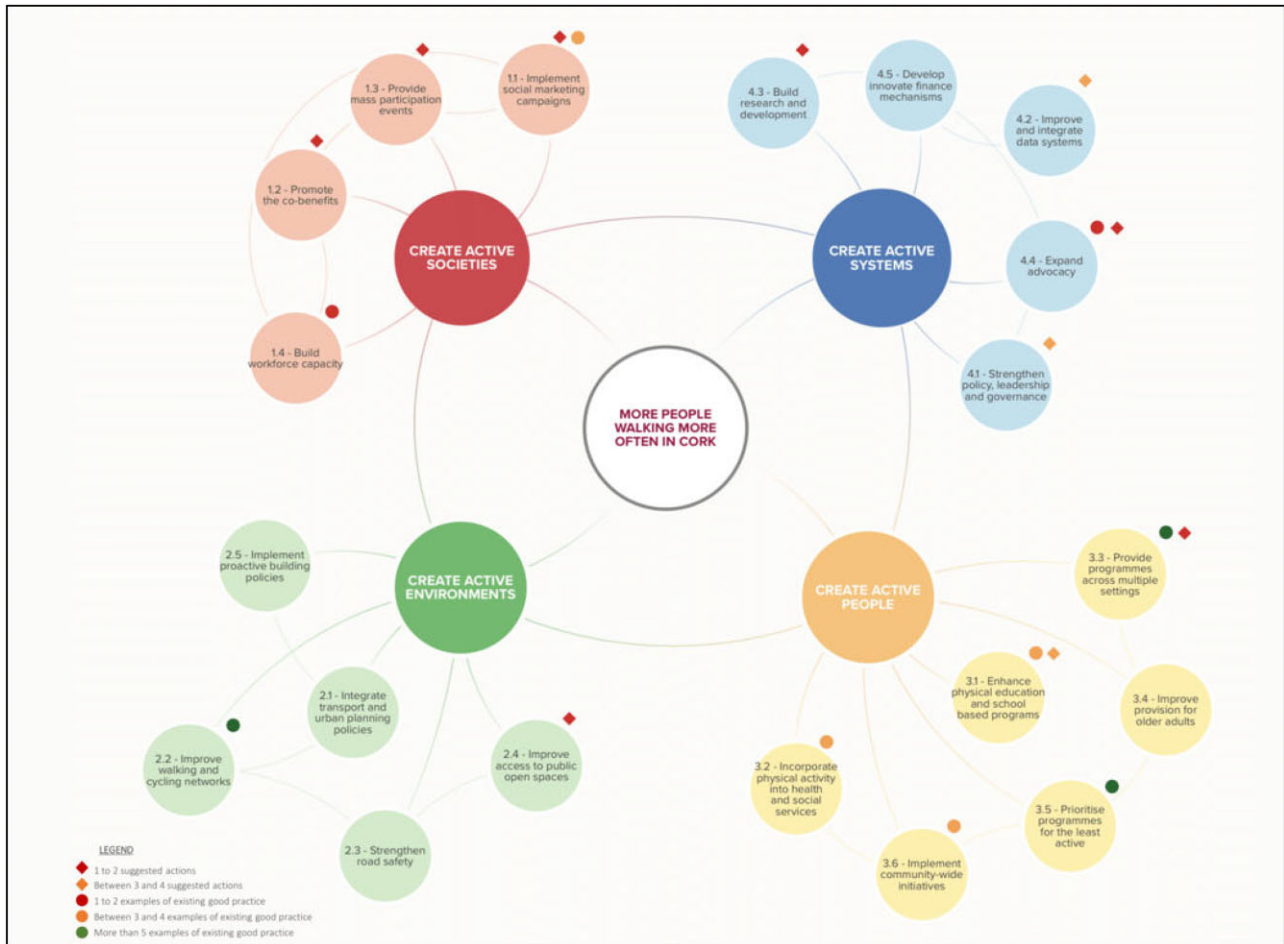 1.3 - Provide
mass participation
events
1.1 - Implement
social marketing
campaigns
1.2 - Promote
the co-benefits
1.4 - Build
workforce capacity
CREATE ACTIVE
SOCIETIES
4.3 - Build
research and
development
4.5 - Develop
innovate finance
mechanisms
4.2 - Improve
and integrate
data systems
4.4 - Expand
advocacy
4.1 - Strengthen
policy, leadership
and governance
CREATE ACTIVE
SYSTEMS
MORE PEOPLE
WALKING MORE
OFTEN IN CORK
2.5 - Implement
proactive building
policies
CREATE ACTIVE
ENVIRONMENTS
2.1 - Integrate
transport and
urban planning
policies
2.2 - Improve
walking and
cycling networks
2.4 - Improve
access to public
open spaces
2.3 - Strengthen
road safety
CREATE ACTIVE
PEOPLE
3.3 - Provide
programmes
across multiple
settings
3.1 - Enhance
physical education
and school
based programs
3.4 - Improve
provision for
older adults
3.2 - Incorporate
physical activity
into health
and social
services
3.5 - Prioritise
programmes
for the least
active
3.6 - Implement
community-wide
initiatives
LEGEND
1 to 2 suggested actions
Between 3 and 4 suggested actions
1 to 2 examples of existing good practice
Between 3 and 4 examples of existing good practice
More than 5 examples of existing good practice